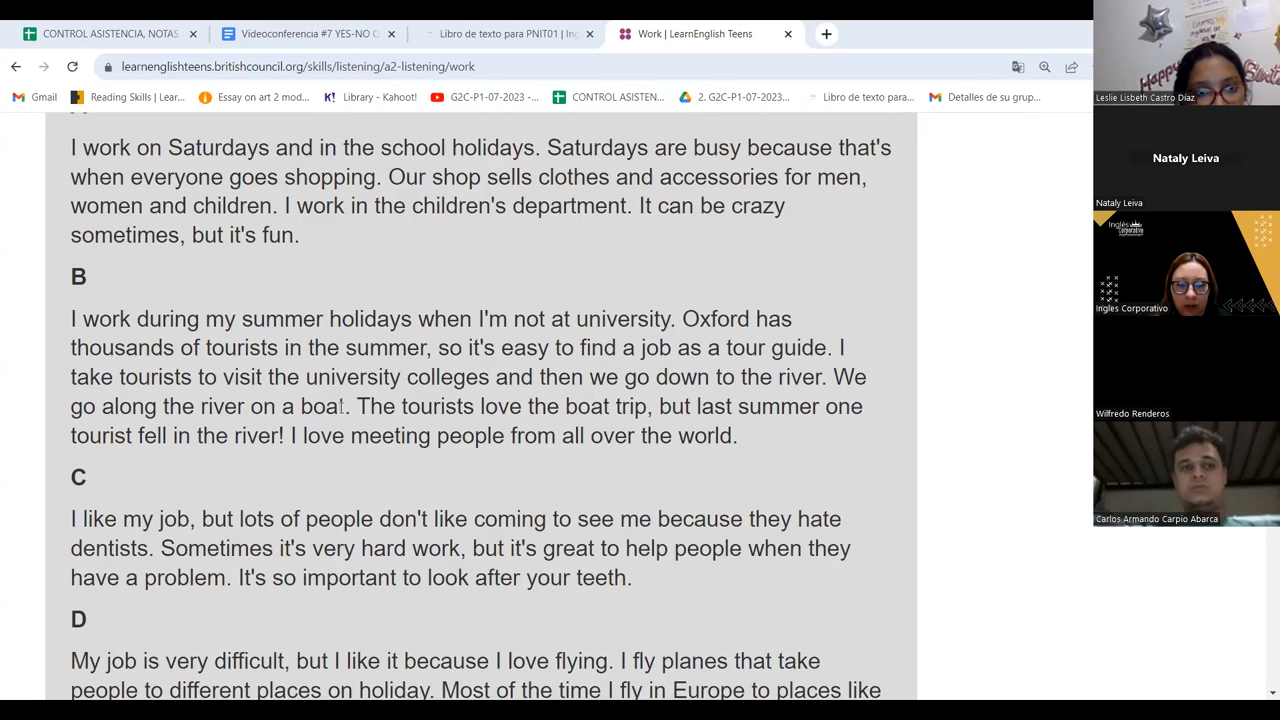 CONTROL ASISTENCIA, NOTAS
Videoconferencia #7 YES-NO Q
Libro de texto para PNIT01 | Ing
Work | LearnEnglish Teens
learnenglishteens.britishcouncil.org/skills/listening/a2-listening/work
Gmail
Reading Skills | Lear...
Essay on art 2 mod...
Library - Kahoot!
G2C-P1-07-2023 -...
CONTROL ASISTEN...
2. G2C-P1-07-2023...
Libro de texto para...
Detalles de su grup...
I work on Saturdays and in the school holidays. Saturdays are busy because that's
when everyone goes shopping. Our shop sells clothes and accessories for men,
women and children. I work in the children's department. It can be crazy
sometimes, but it's fun.
B
I work during my summer holidays when I'm not at university. Oxford has
thousands of tourists in the summer, so it's easy to find a job as a tour guide. I
take tourists to visit the university colleges and then we go down to the river. We
go along the river on a boat. The tourists love the boat trip, but last summer one
tourist fell in the river! I love meeting people from all over the world.
C
I like my job, but lots of people don't like coming to see me because they hate
dentists. Sometimes it's very hard work, but it's great to help people when they
have a problem. It's so important to look after your teeth.
D
My job is very difficult, but I like it because I love flying. I fly planes that take
people to different places on holiday. Most of the time I fly in Europe to places like
Leslie Lisbeth Castro Díaz
Nataly Leiva
Nataly Leiva
Inglés
Corporativo
Ingles Corporativo
Wilfredo Renderos
Carlos Armando Carpio Abarca